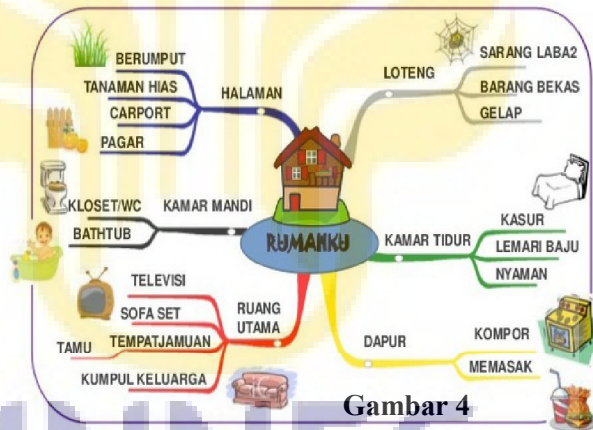 BERUMPUT
TANAMAN HIAS
CARPORT
PAGAR
HALAMAN
LOTENG
SARANG LABA2
BARANG BEKAS
GELAP
KLOSET/WC
BATHTUB
KAMAR MANDI
RUMAHKU
KAMAR TIDUR
KASUR
LEMARI BAJU
NYAMAN
TELEVISI
SOFA SET
TEMPATJAMUAN
TAMU
KUMPUL KELUARGA
RUANG
UTAMA
DAPUR
KOMPOR
MEMASAK
Gambar 4